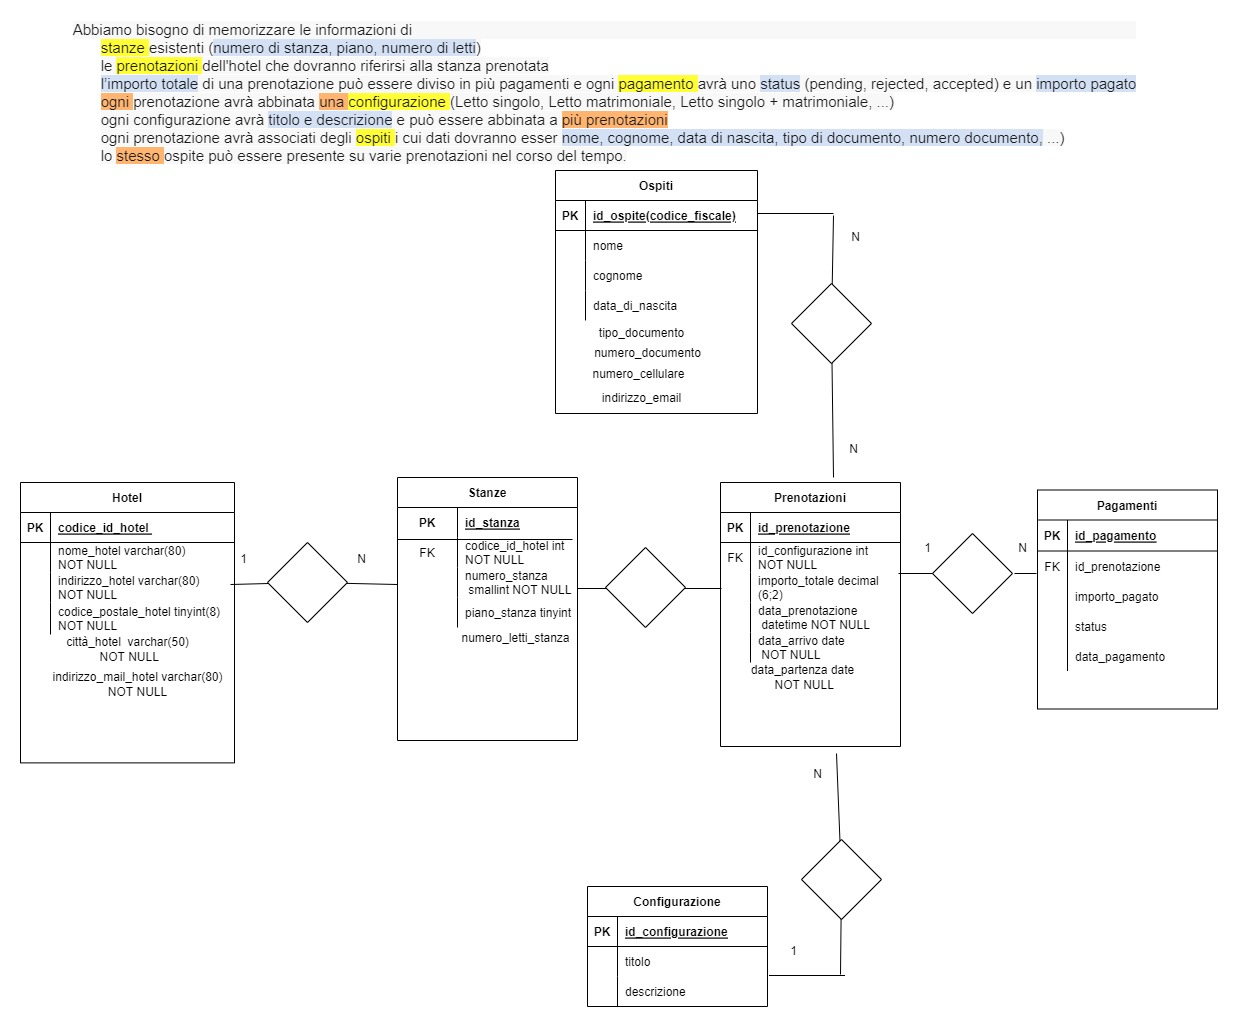 Abbiamo bisogno di memorizzare le informazioni di
stanze esistenti (numero di stanza, piano, numero di letti)
le prenotazioni dell'hotel che dovranno riferirsi alla stanza prenotata
l'importo totale di una prenotazione può essere diviso in più pagamenti e ogni pagamento avrà uno status (pending, rejected, accepted) e un importo pagato
ogni prenotazione avrà abbinata una configurazione (Letto singolo, Letto matrimoniale, Letto singolo + matrimoniale, ...)
ogni configurazione avrà titolo e descrizione e può essere abbinata a più prenotazioni
ogni prenotazione avrà associati degli ospiti i cui dati dovranno esser nome, cognome, data di nascita, tipo di documento, numero documento, ...)
lo stesso ospite può essere presente su varie prenotazioni nel corso del tempo.
Ospiti
PK id_ospite(codice_fiscale)
nome
cognome
data_di_nascita
tipo_documento
numero_documento
numero_cellulare
indirizzo_email
N
N
Hotel
PK codice_id_hotel
nome_hotel varchar(80)
NOT NULL
indirizzo_hotel varchar(80)
NOT NULL
codice_postale_hotel tinyint(8)
NOT NULL
città_hotel varchar(50)
NOT NULL
indirizzo_mail_hotel varchar(80)
NOT NULL
1
N
Stanze
PK id_stanza
FK codice_id_hotel int
NOT NULL
numero_stanza
smallint NOT NULL
piano_stanza tinyint
numero_letti_stanza
Prenotazioni
PK id_prenotazione
FK id_configurazione int
NOT NULL
importo_totale decimal
(6;2)
data_prenotazione
datetime NOT NULL
data_arrivo date
NOT NULL
data_partenza date
NOT NULL
1
N
Pagamenti
PK id_pagamento
FK id_prenotazione
importo_pagato
status
data_pagamento
N
1
Configurazione
PK id_configurazione
titolo
descrizione